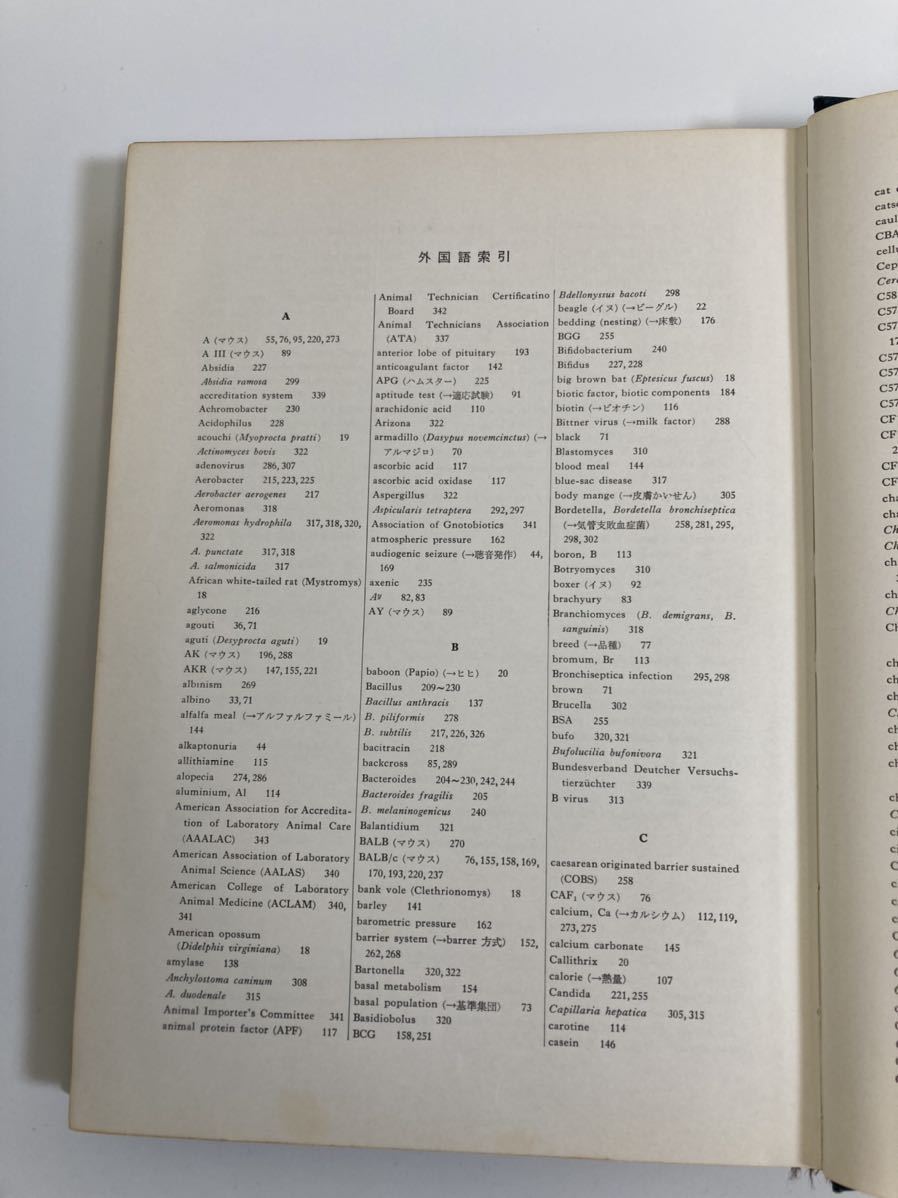 外国語索引
A
A (マウス) 55, 76, 95, 220, 273
A III (マウス) 89
Absidia 227
Absidia ramosa 299
accreditation system 339
Achromobacter 230
Acidophilus 228
acouchi (Myoprocta pratti) 19
Actinomyces bovis 322
adenovirus 286, 307
Aerobacter 215, 223, 225
Aerobacter aerogenes 217
Aeromonas 318
Aeromonas hydrophila 317, 318, 320,
322
A. punctate 317, 318
A. salmonicida 317
African white-tailed rat (Mystromys)
18
aglycone 216
agouti 36, 71
aguti (Desyprocta aguti) 19
AK (マウス) 196, 288
AKR (マウス) 147, 155, 221
albinism 269
albino 33, 71
alfalfa meal (→アルファルファミール)
144
alkaptonuria 44
allithiamine 115
alopecia 274, 286
aluminium, Al 114
American Association for Accredita-
tion of Laboratory Animal Care
(AAALAC) 343
American Association of Laboratory
Animal Science (AALAS) 340
American College of Laboratory
Animal Medicine (ACLAM) 340,
341
American opossum
(Didelphis virginiana) 18
amylase 138
Anchylostoma caninum 308
A. duodenale 315
Animal Importer's Committee 341
animal protein factor (APF) 117
Animal Technician Certificatino
Board 342
Animal Technicians Association
(ATA) 337
anterior lobe of pituitary 193
anticoagulant factor 142
APG (ハムスター) 225
aptitude test (→適応試験) 91
arachidonic acid 110
Arizona 322
armadillo (Dasypus novemcinctus) (→
アルマジロ) 70
ascorbic acid 117
ascorbic acid oxidase 117
Aspergillus 322
Aspicularis tetraptera 292, 297
Association of Gnotobiotics 341
atmospheric pressure 162
audiogenic seizure (→聴音発作) 44,
169
axenic 235
Ay 82, 83
AY (マウス) 89
B
baboon (Papio) (→ヒヒ) 20
Bacillus 209～230
Bacillus anthracis 137
B. piliformis 278
B. subtilis 217, 226, 326
bacitracin 218
backcross 85, 289
Bacteroides 204～230, 242, 244
Bacteroides fragilis 205
B. melaninogenicus 240
Balantidium 321
BALB (マウス) 270
BALB/c (マウス) 76, 155, 158, 169,
170, 193, 220, 237
bank vole (Clethrionomys) 18
barley 141
barometric pressure 162
barrier system (→barrer 方式) 152,
262, 268
Bartonella 320, 322
basal metabolism 154
basal population (→基準集団) 73
Basidiobolus 320
BCG 158, 251
Bdellonyssus bacoti 298
beagle (イヌ) (→ビーグル) 22
bedding (nesting) (→床敷) 176
BGG 255
Bifidobacterium 240
Bifidus 227, 228
big brown bat (Eptesicus fuscus) 18
biotic factor, biotic components 184
biotin (→ビオチン) 116
Bittner virus (→milk factor) 288
black 71
Blastomyces 310
blood meal 144
blue-sac disease 317
body mange (→皮膚かいせん) 305
Bordetella, Bordetella bronchiseptica
(→気管支敗血症菌) 258, 281, 295,
298, 302
boron, B 113
Botryomyces 310
boxer (イヌ) 92
brachyury 83
Branchiomyces (B. demigrans, B.
sanguinis) 318
breed (→品種) 77
bromum, Br 113
Bronchiseptica infection 295, 298
brown 71
Brucella 302
BSA 255
bufo 320, 321
Bufolucilia bufonivora 321
Bundesverband Deutcher Versuchs-
tierzüchter 339
B virus 313
C
caesarean originated barrier sustained
(COBS) 258
CAF₁ (マウス) 76
calcium, Ca (→カルシウム) 112, 119,
273, 275
calcium carbonate 145
Callithrix 20
calorie (→熱量) 107
Candida 221, 255
Capillaria hepatica 305, 315
carotine 114
casein 146
cat
CBA
C58
C57
C57
17
C57
C57
C57
C57
CF
CF
2
CF
CF